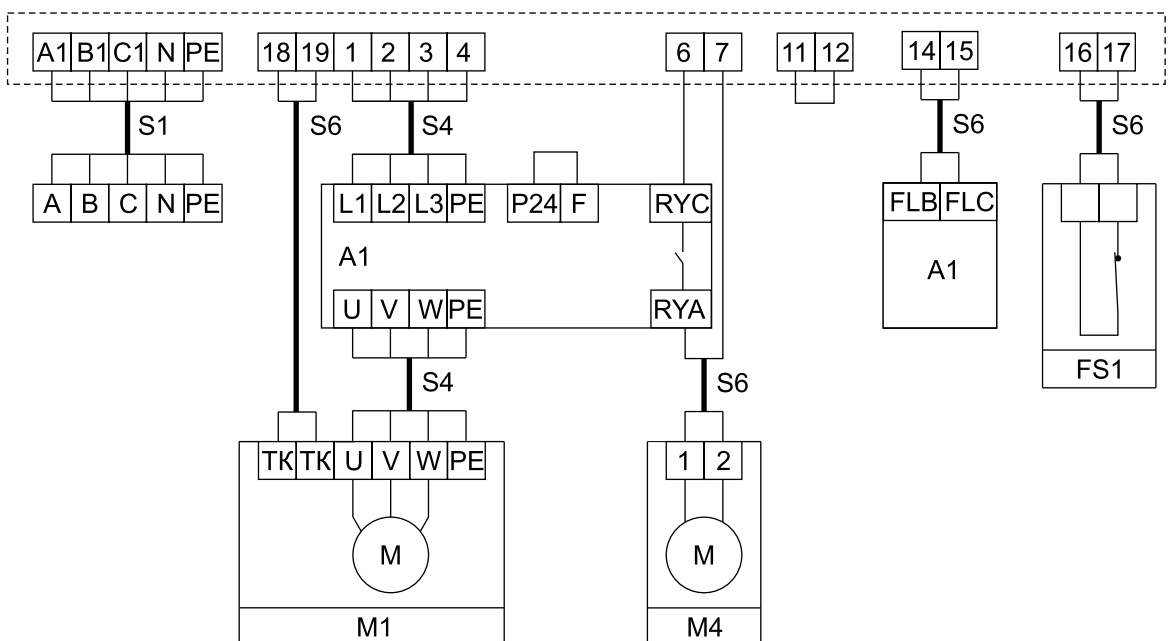 A1 B1 C1 N PE 18 19 1 2 3 4 6 7 11 12 14 15 16 17
S1 S6 S4 S6 S6
A B C N PE L1 L2 L3 PE P24 F RYC FLB FLC
A1 A1
U V W PE RYA
FS1
S4 S6
TK TK U V W PE 1 2
M M
M1 M4